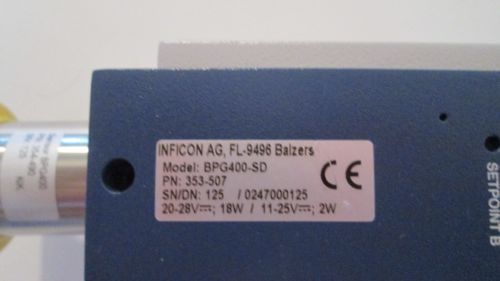 INFICON AG, FL-9496 Balzers
Model: BPG400-SD
PN: 353-507
SN/DN: 125 / 0247000125
20-28V⎓; 18W / 11-25V⎓; 2W
CE
SETPOINT B
BPG400